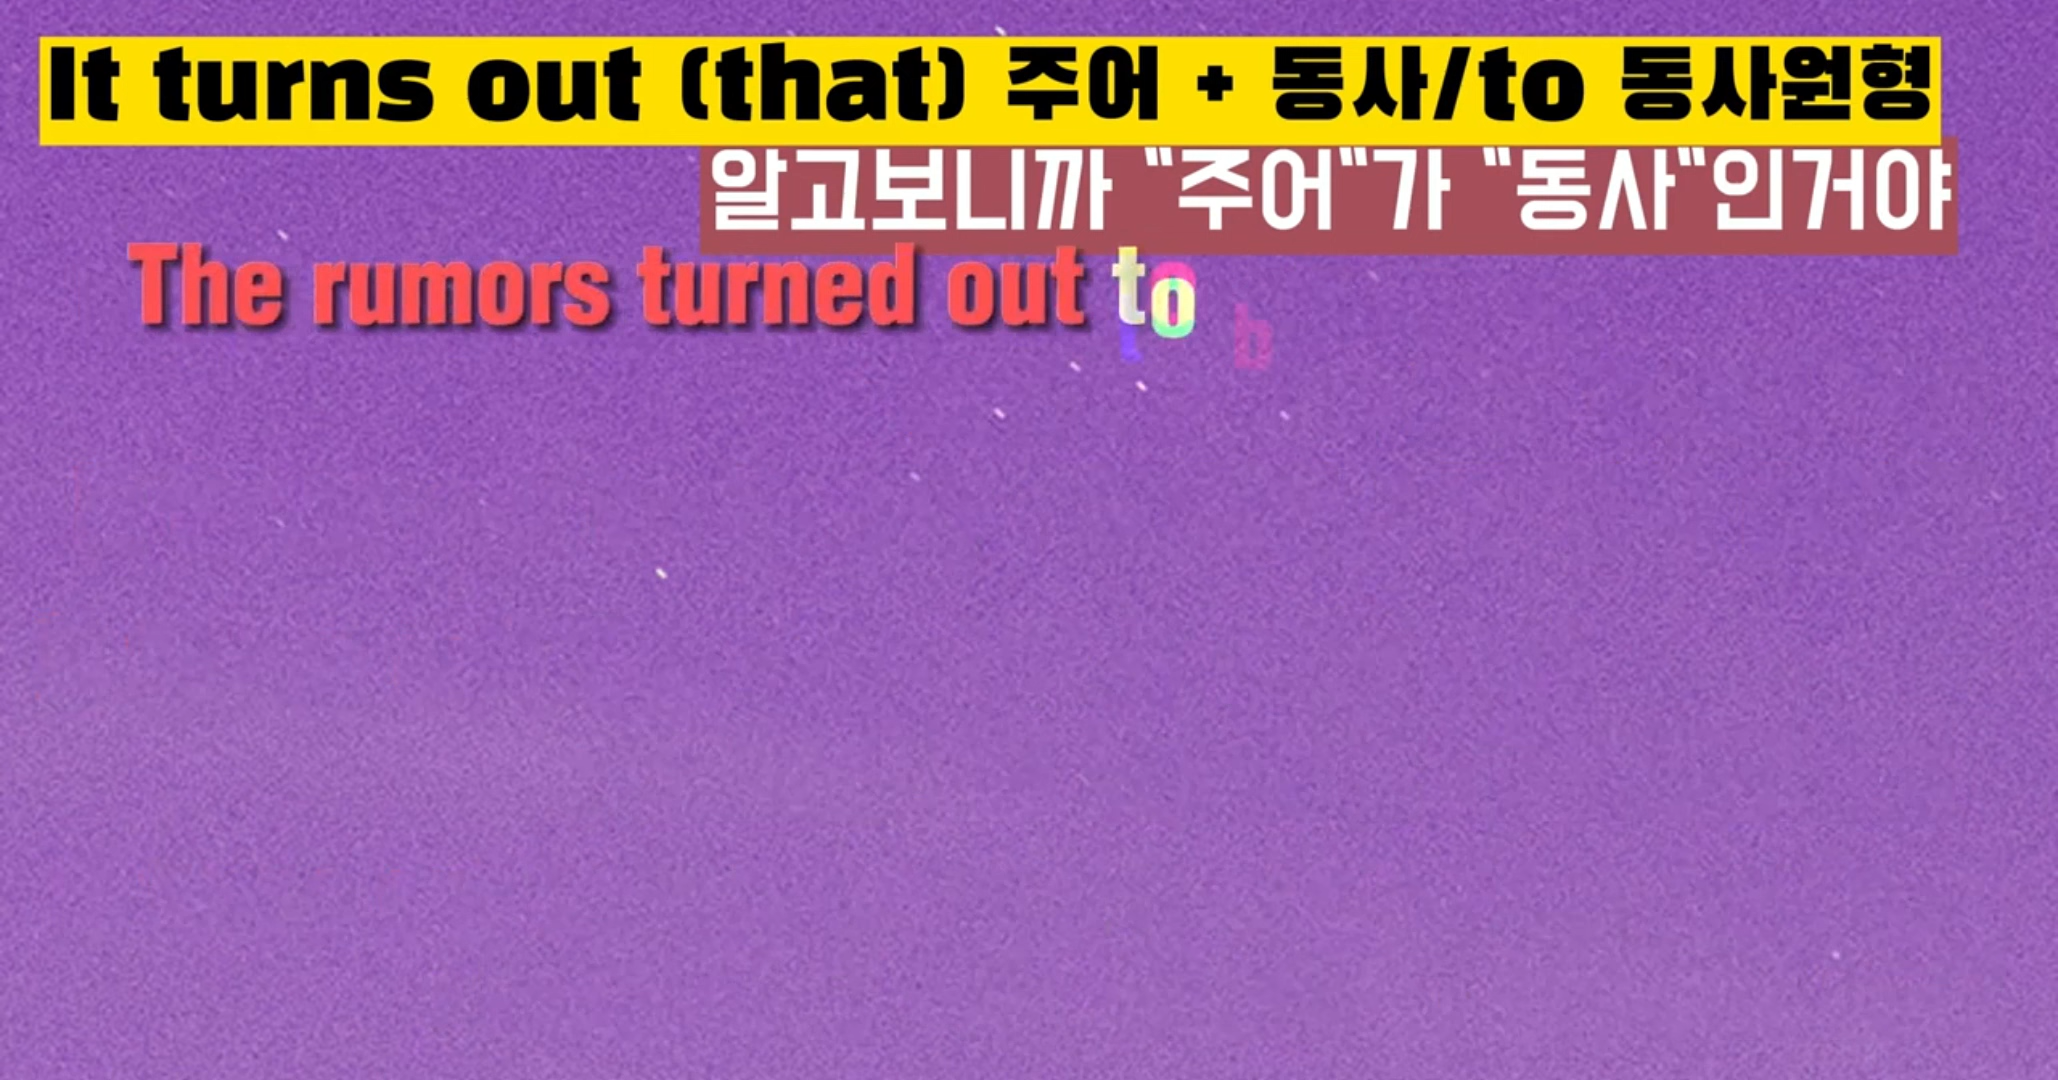 It turns out (that) 주어 + 동사/to 동사원형
알고보니까 "주어"가 "동사"인거야
The rumors turned out to b